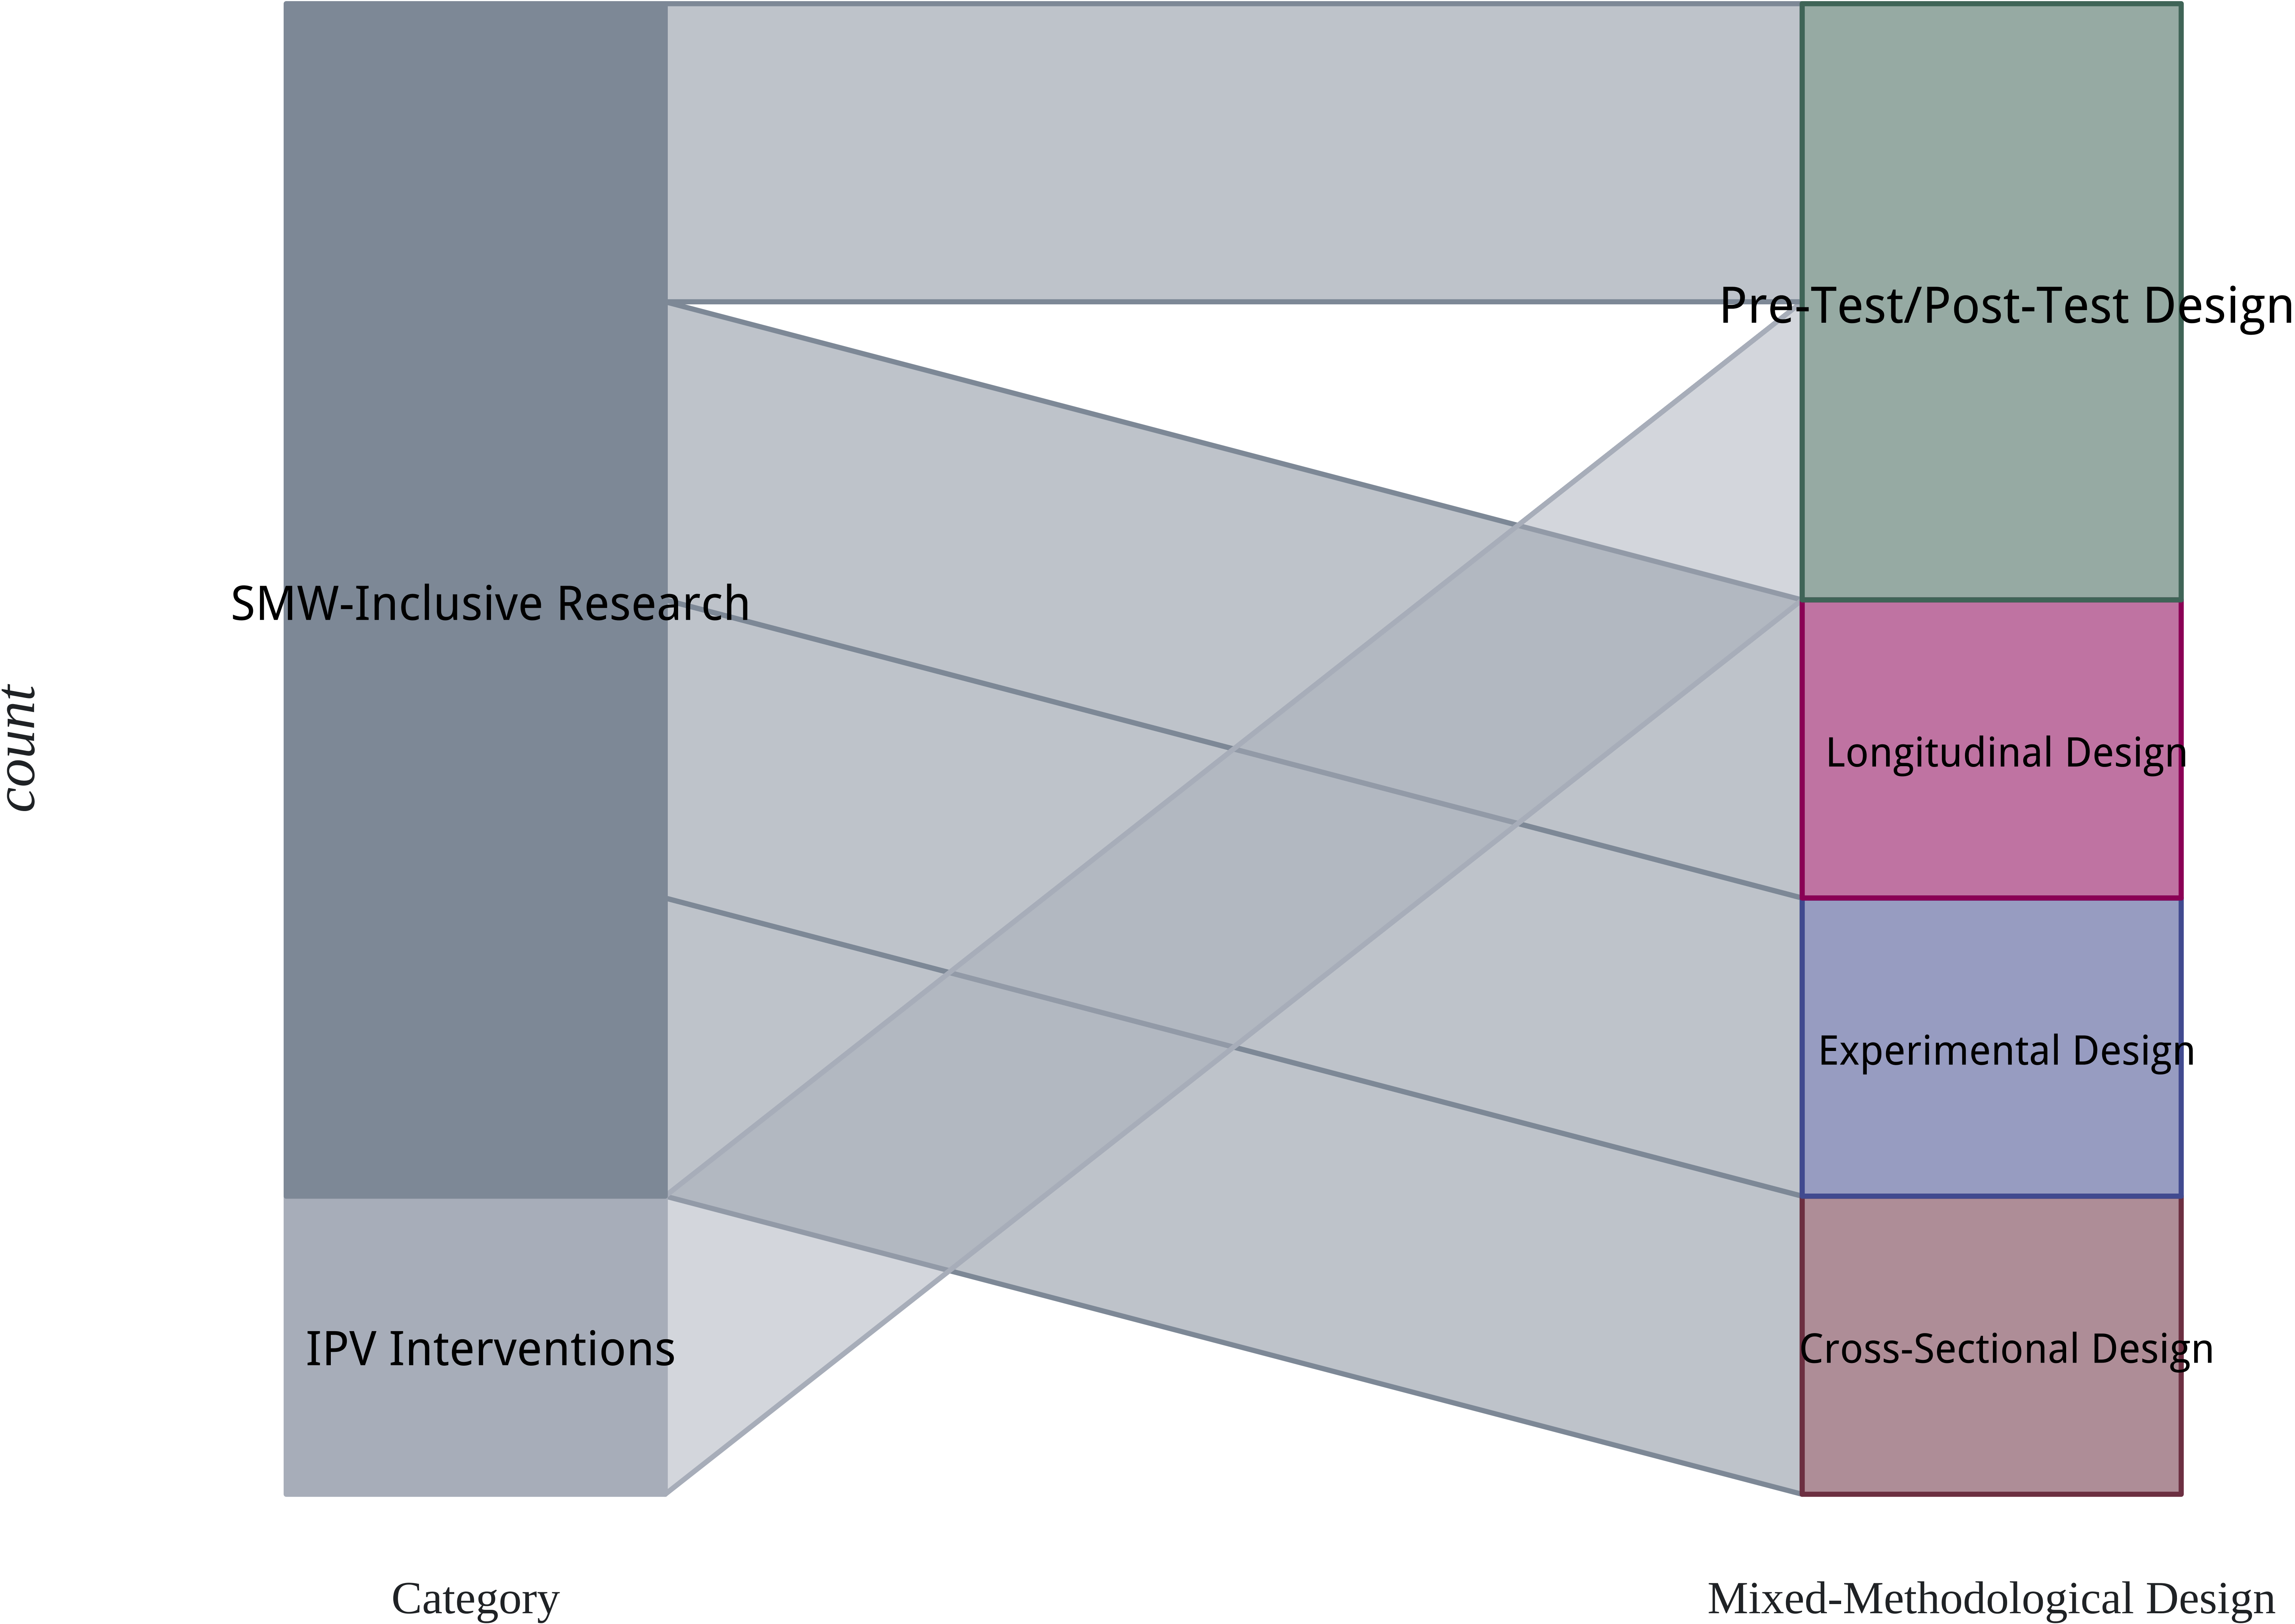 count
SMW-Inclusive Research
IPV Interventions
Pre-Test/Post-Test Design
Longitudinal Design
Experimental Design
Cross-Sectional Design
Category
Mixed-Methodological Design